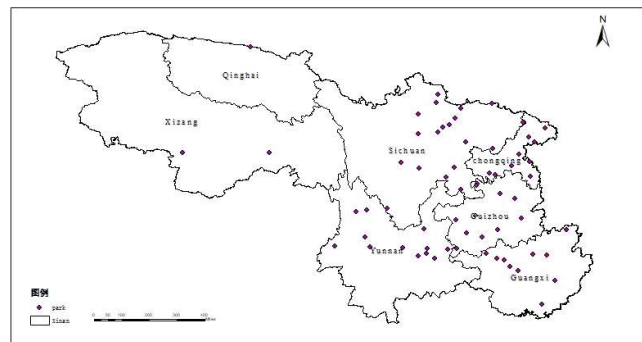 N
Qinghai
Xizang
Sichuan
chongqing
Guizhou
Yunnan
Guangxi
图例
park
Xinan